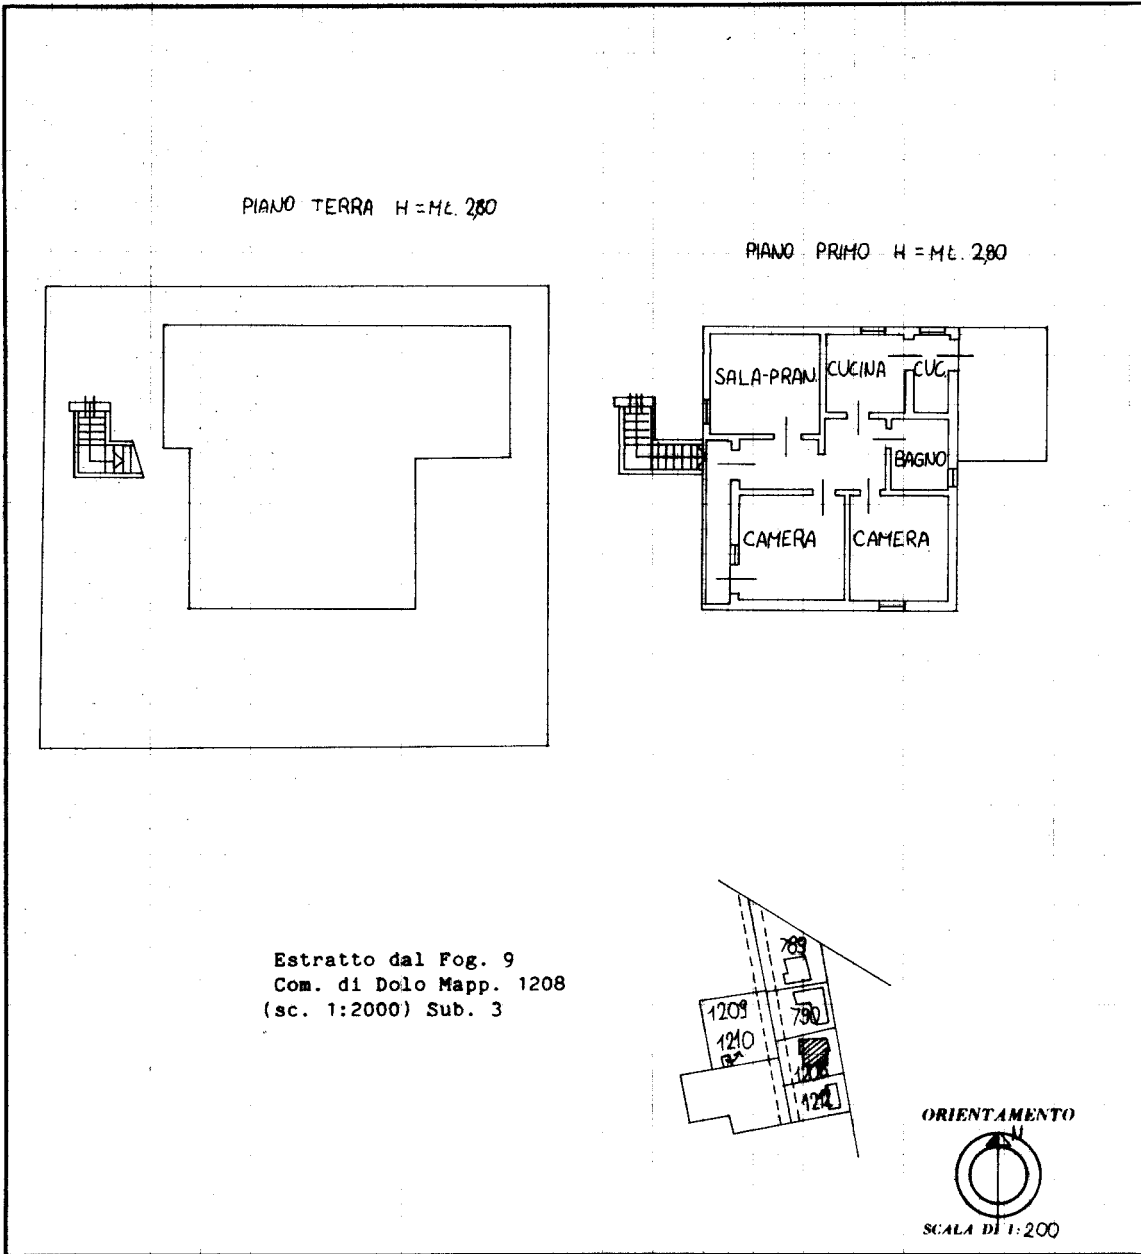 PIANO TERRA H = Mt. 2,80
PIANO PRIMO H = Mt. 2,80
SALA-PRAN.
CUCINA
CUC.
BAGNO
CAMERA
CAMERA
Estratto dal Fog. 9
Com. di Dolo Mapp. 1208
(sc. 1:2000) Sub. 3
789
790
1209
1210
1208
ORIENTAMENTO
N
SCALA DI 1:200